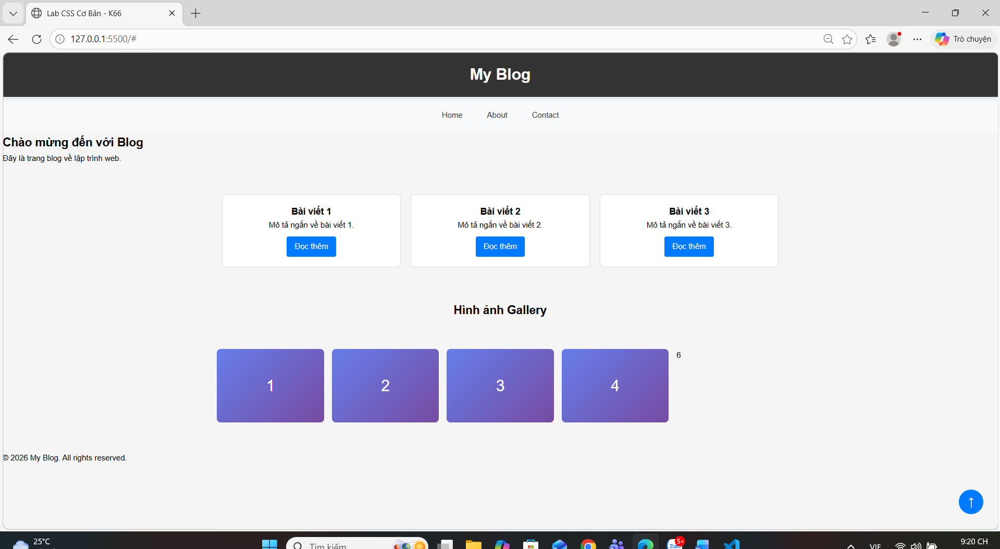 Lab CSS Cơ Bản - K66
127.0.0.1:5500/#
Trò chuyện
My Blog
Home About Contact
Chào mừng đến với Blog
Đây là trang blog về lập trình web.
Bài viết 1
Mô tả ngắn về bài viết 1.
Đọc thêm
Bài viết 2
Mô tả ngắn về bài viết 2.
Đọc thêm
Bài viết 3
Mô tả ngắn về bài viết 3.
Đọc thêm
Hình ảnh Gallery
1 2 3 4 6
© 2026 My Blog. All rights reserved.
↑
25°C
Tìm kiếm
Zalo
5+
VIE
9:20 CH